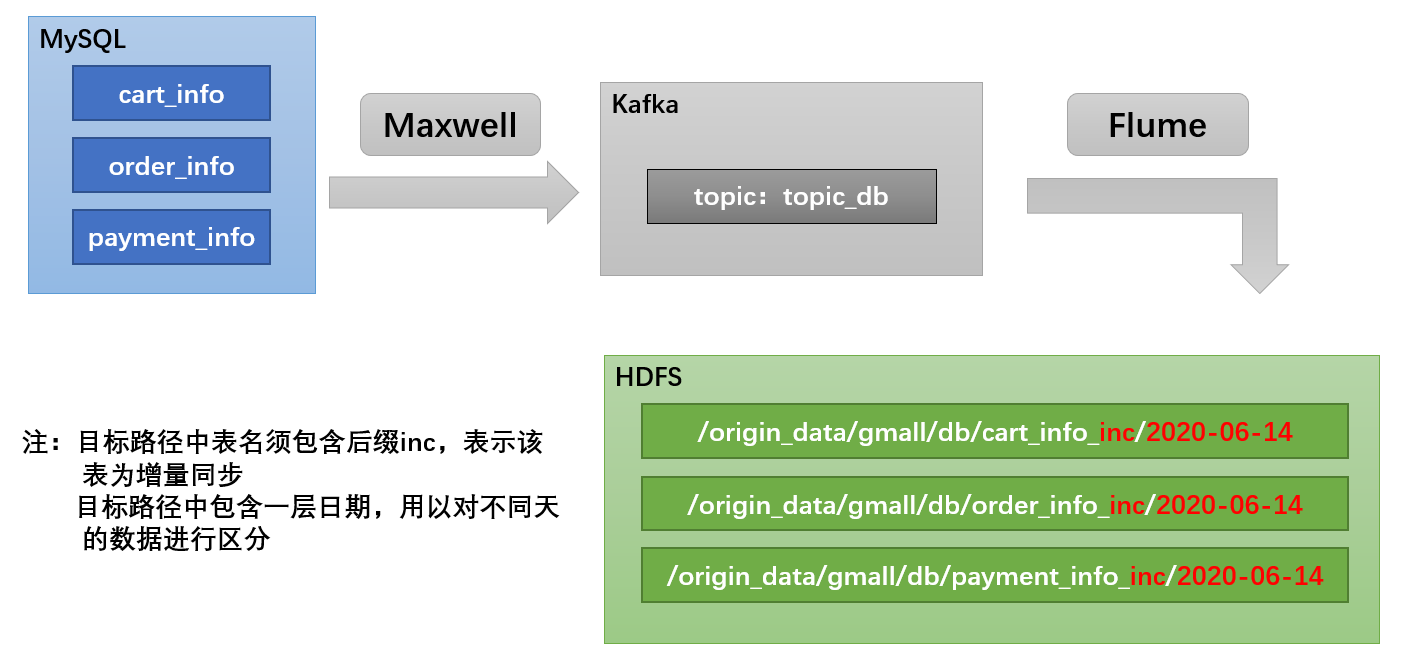 MySQL
cart_info
order_info
payment_info
Maxwell
Kafka
topic：topic_db
Flume
HDFS
/origin_data/gmall/db/cart_info_inc/2020-06-14
/origin_data/gmall/db/order_info_inc/2020-06-14
/origin_data/gmall/db/payment_info_inc/2020-06-14
注：目标路径中表名须包含后缀inc，表示该
表为增量同步
目标路径中包含一层日期，用以对不同天
的数据进行区分